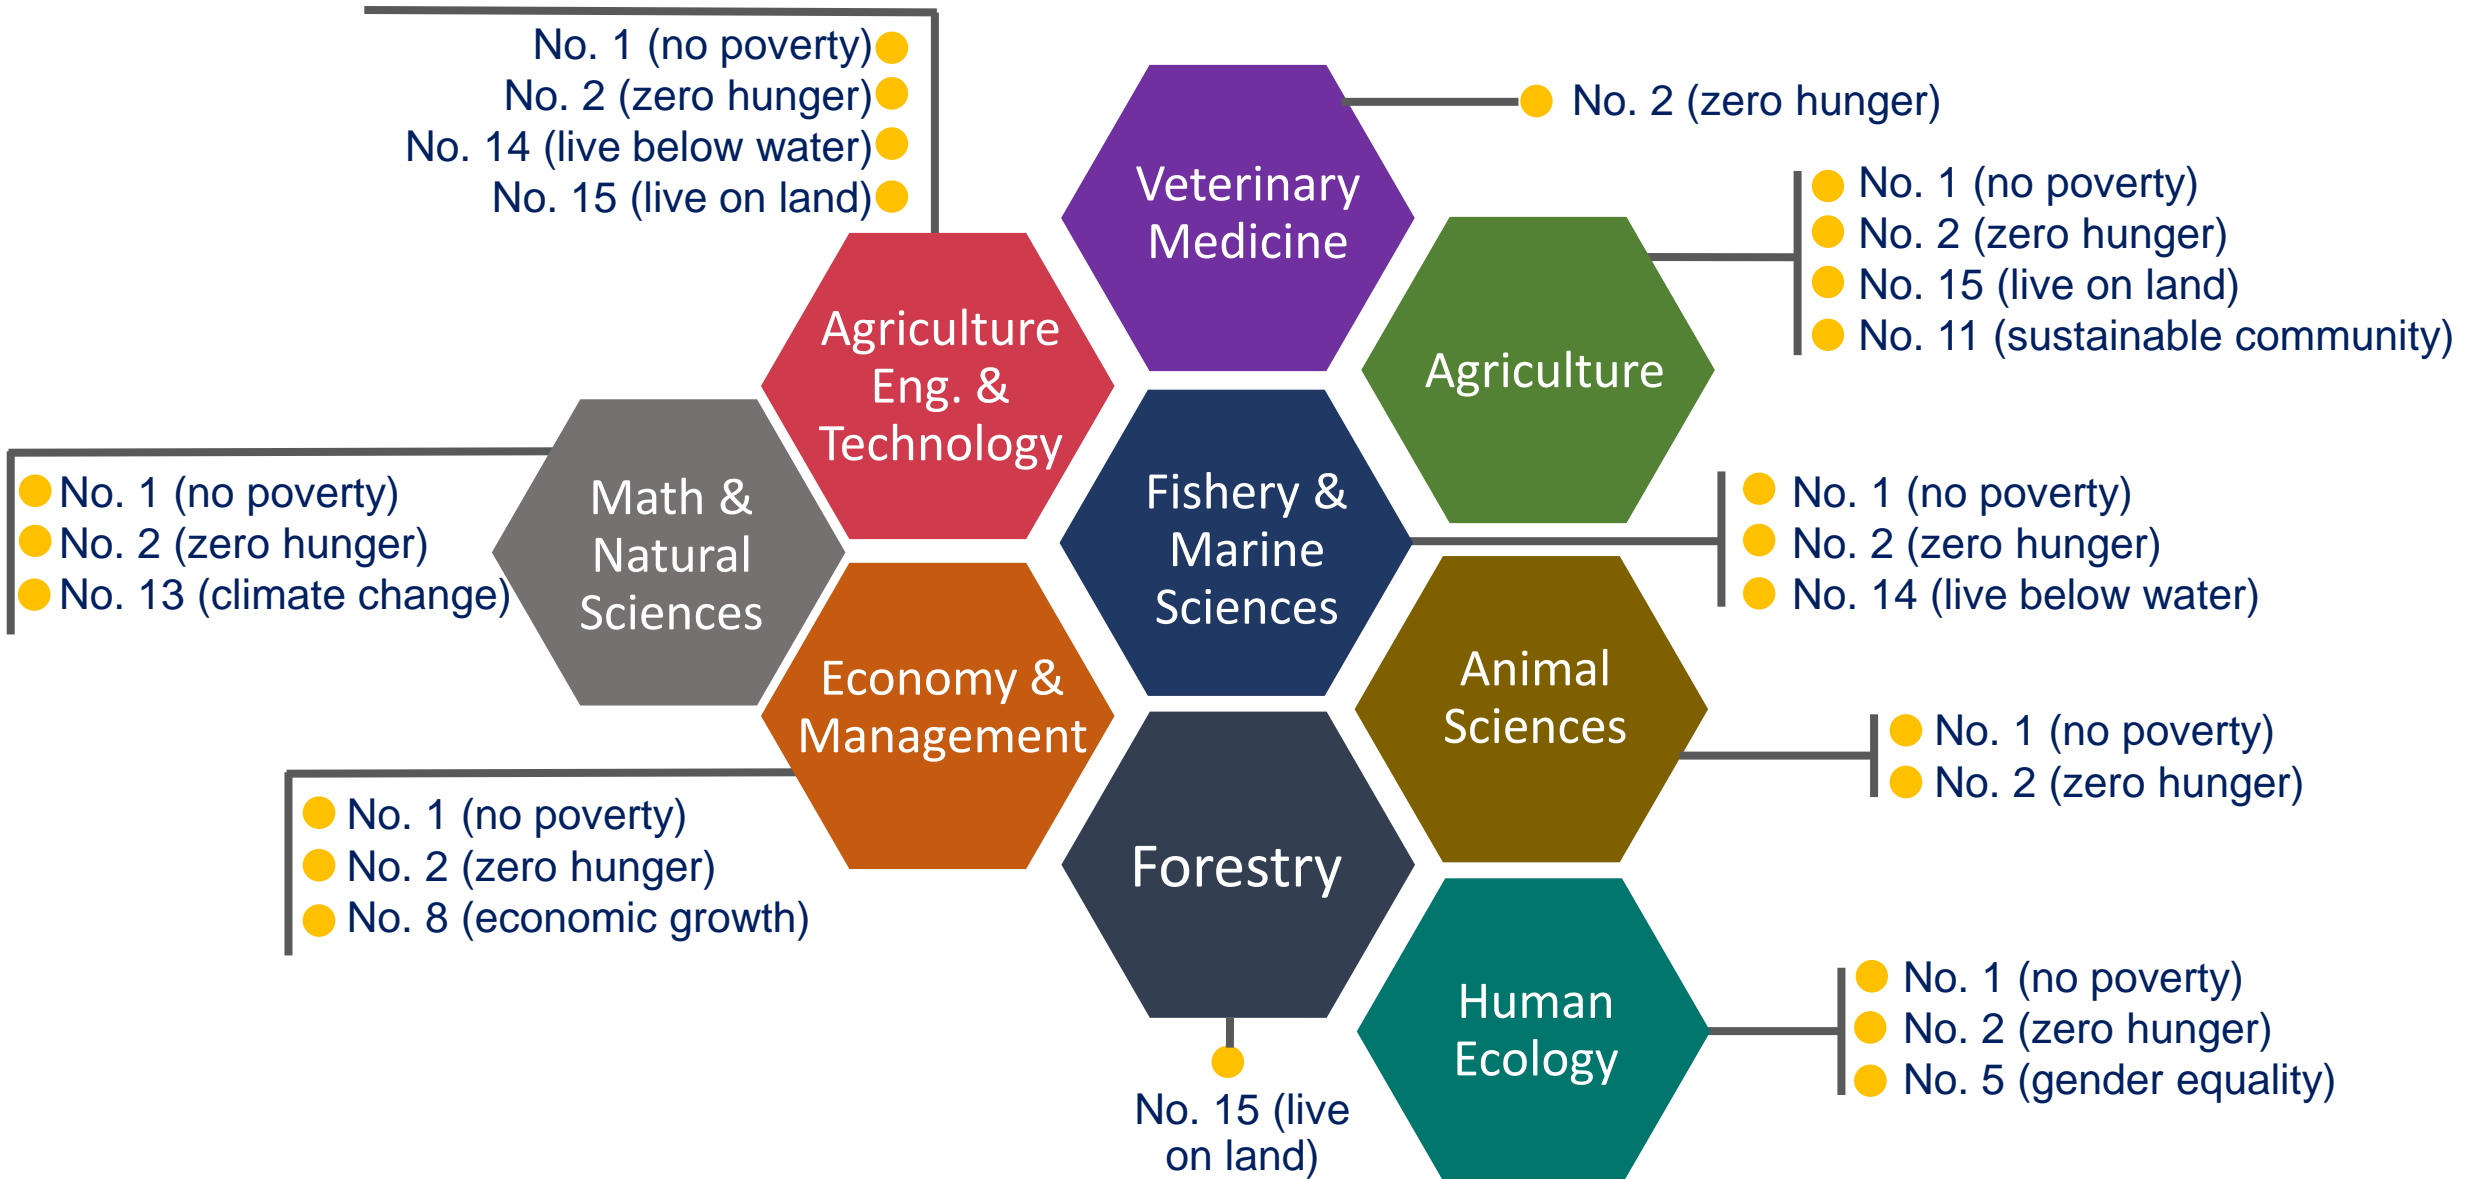 No. 1 (no poverty)
No. 2 (zero hunger)
No. 14 (live below water)
No. 15 (live on land)
Veterinary
Medicine
No. 2 (zero hunger)
Agriculture
No. 1 (no poverty)
No. 2 (zero hunger)
No. 15 (live on land)
No. 11 (sustainable community)
Agriculture
Eng. &
Technology
Math &
Natural
Sciences
No. 1 (no poverty)
No. 2 (zero hunger)
No. 13 (climate change)
Fishery &
Marine
Sciences
No. 1 (no poverty)
No. 2 (zero hunger)
No. 14 (live below water)
Economy &
Management
No. 1 (no poverty)
No. 2 (zero hunger)
No. 8 (economic growth)
Animal
Sciences
No. 1 (no poverty)
No. 2 (zero hunger)
Forestry
No. 15 (live
on land)
Human
Ecology
No. 1 (no poverty)
No. 2 (zero hunger)
No. 5 (gender equality)